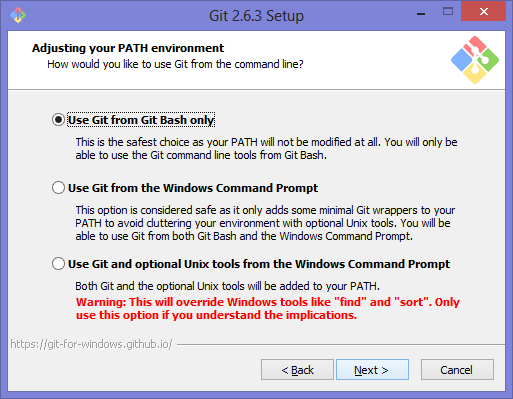 Git 2.6.3 Setup
Adjusting your PATH environment
How would you like to use Git from the command line?
Use Git from Git Bash only
This is the safest choice as your PATH will not be modified at all. You will only
be able to use the Git command line tools from Git Bash.
Use Git from the Windows Command Prompt
This option is considered safe as it only adds some minimal Git wrappers to your
PATH to avoid cluttering your environment with optional Unix tools. You will be
able to use Git from both Git Bash and the Windows Command Prompt.
Use Git and optional Unix tools from the Windows Command Prompt
Both Git and the optional Unix tools will be added to your PATH.
Warning: This will override Windows tools like "find" and "sort". Only
use this option if you understand the implications.
https://git-for-windows.github.io/
< Back
Next >
Cancel